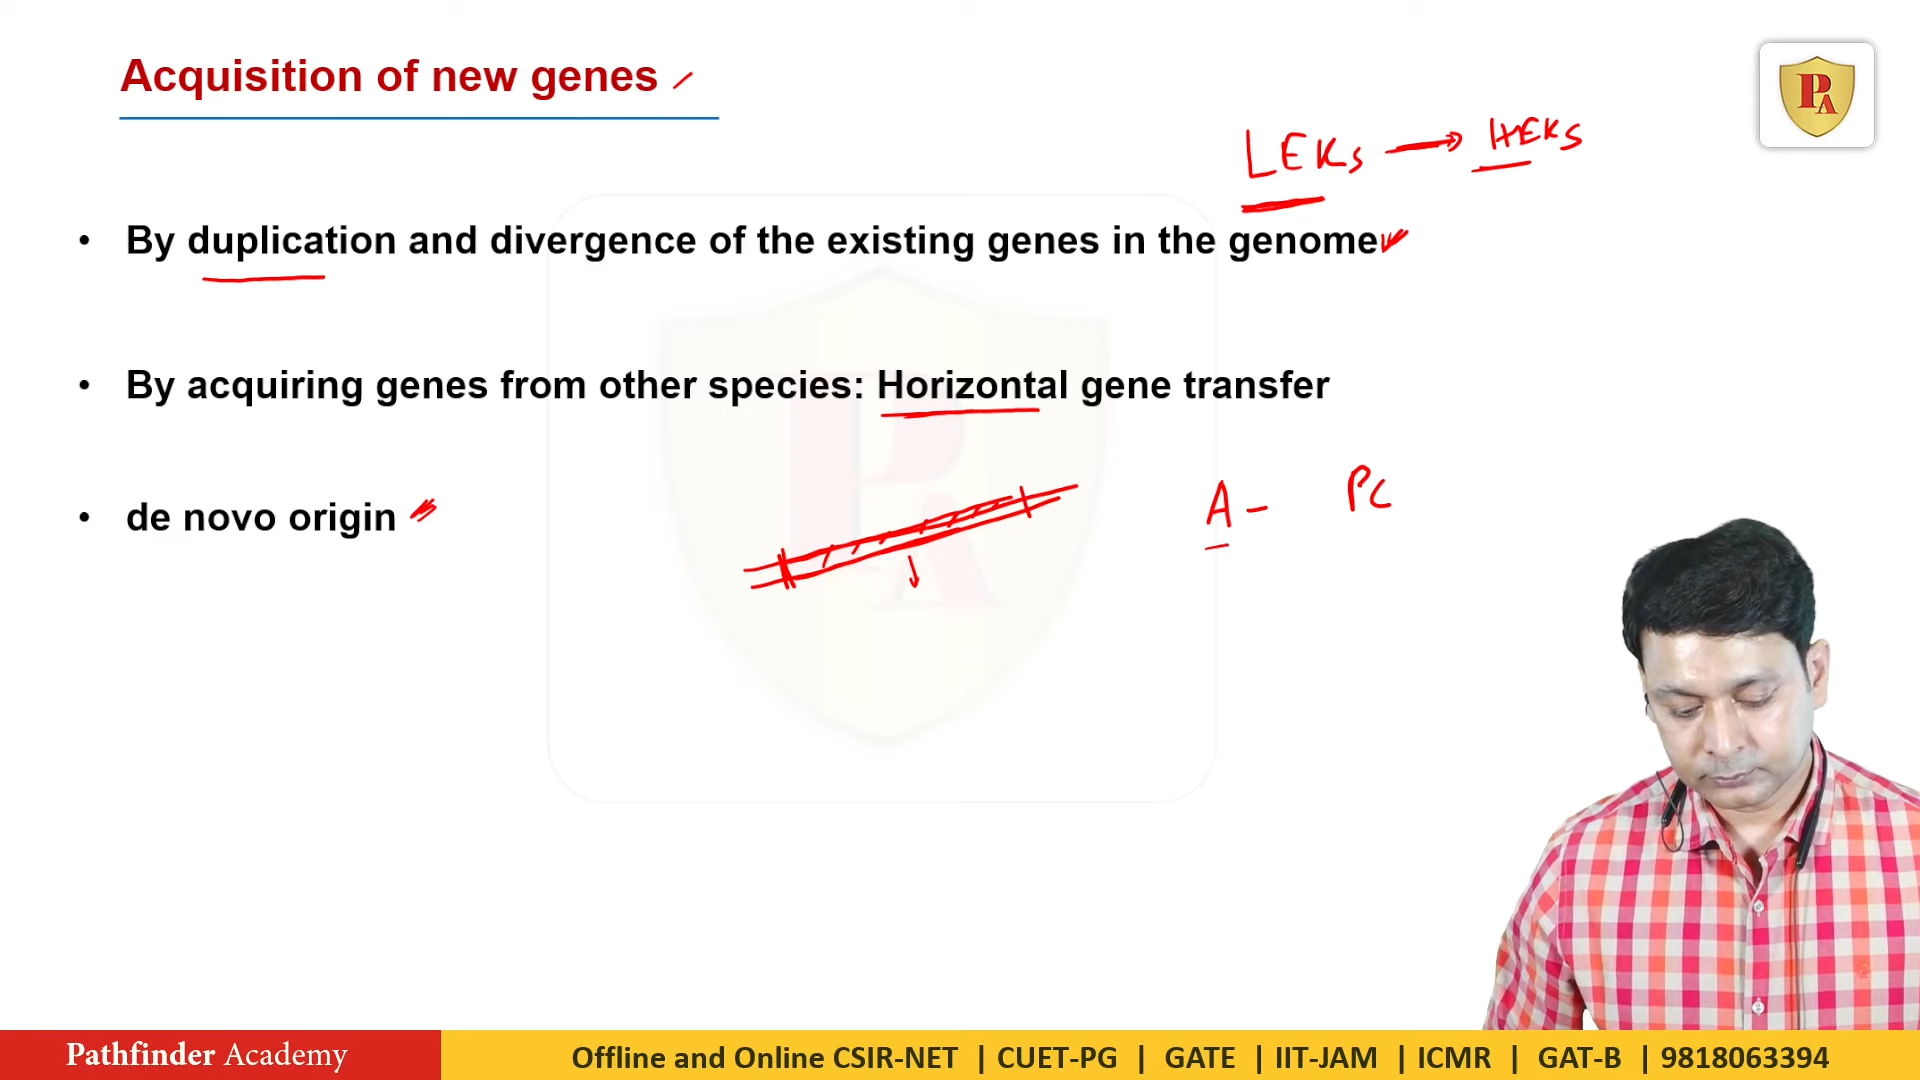 Acquisition of new genes
LEKs → HEKs
• By duplication and divergence of the existing genes in the genome
• By acquiring genes from other species: Horizontal gene transfer
• de novo origin
A - PC
PA
Pathfinder Academy
Offline and Online CSIR-NET | CUET-PG | GATE | IIT-JAM | ICMR | GAT-B | 9818063394